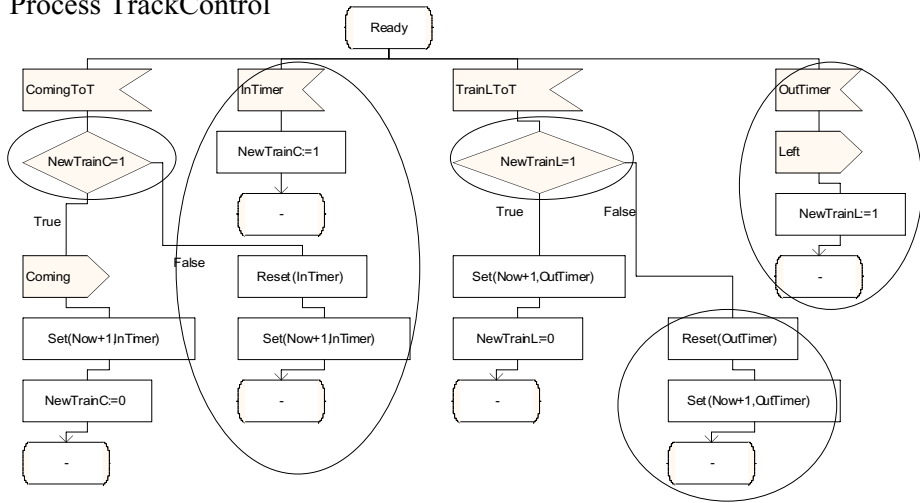 Process TrackControl
Ready
ComingToT
InTimer
TrainLToT
OutTimer
NewTrainC=1
NewTrainC:=1
NewTrainL=1
Left
-
True
True
False
NewTrainL:=1
False
Coming
Reset(InTimer)
Set(Now+1,OutTimer)
-
Set(Now+1,InTimer)
Set(Now+1,InTimer)
NewTrainL=0
Reset(OutTimer)
NewTrainC:=0
-
-
Set(Now+1,OutTimer)
-
-